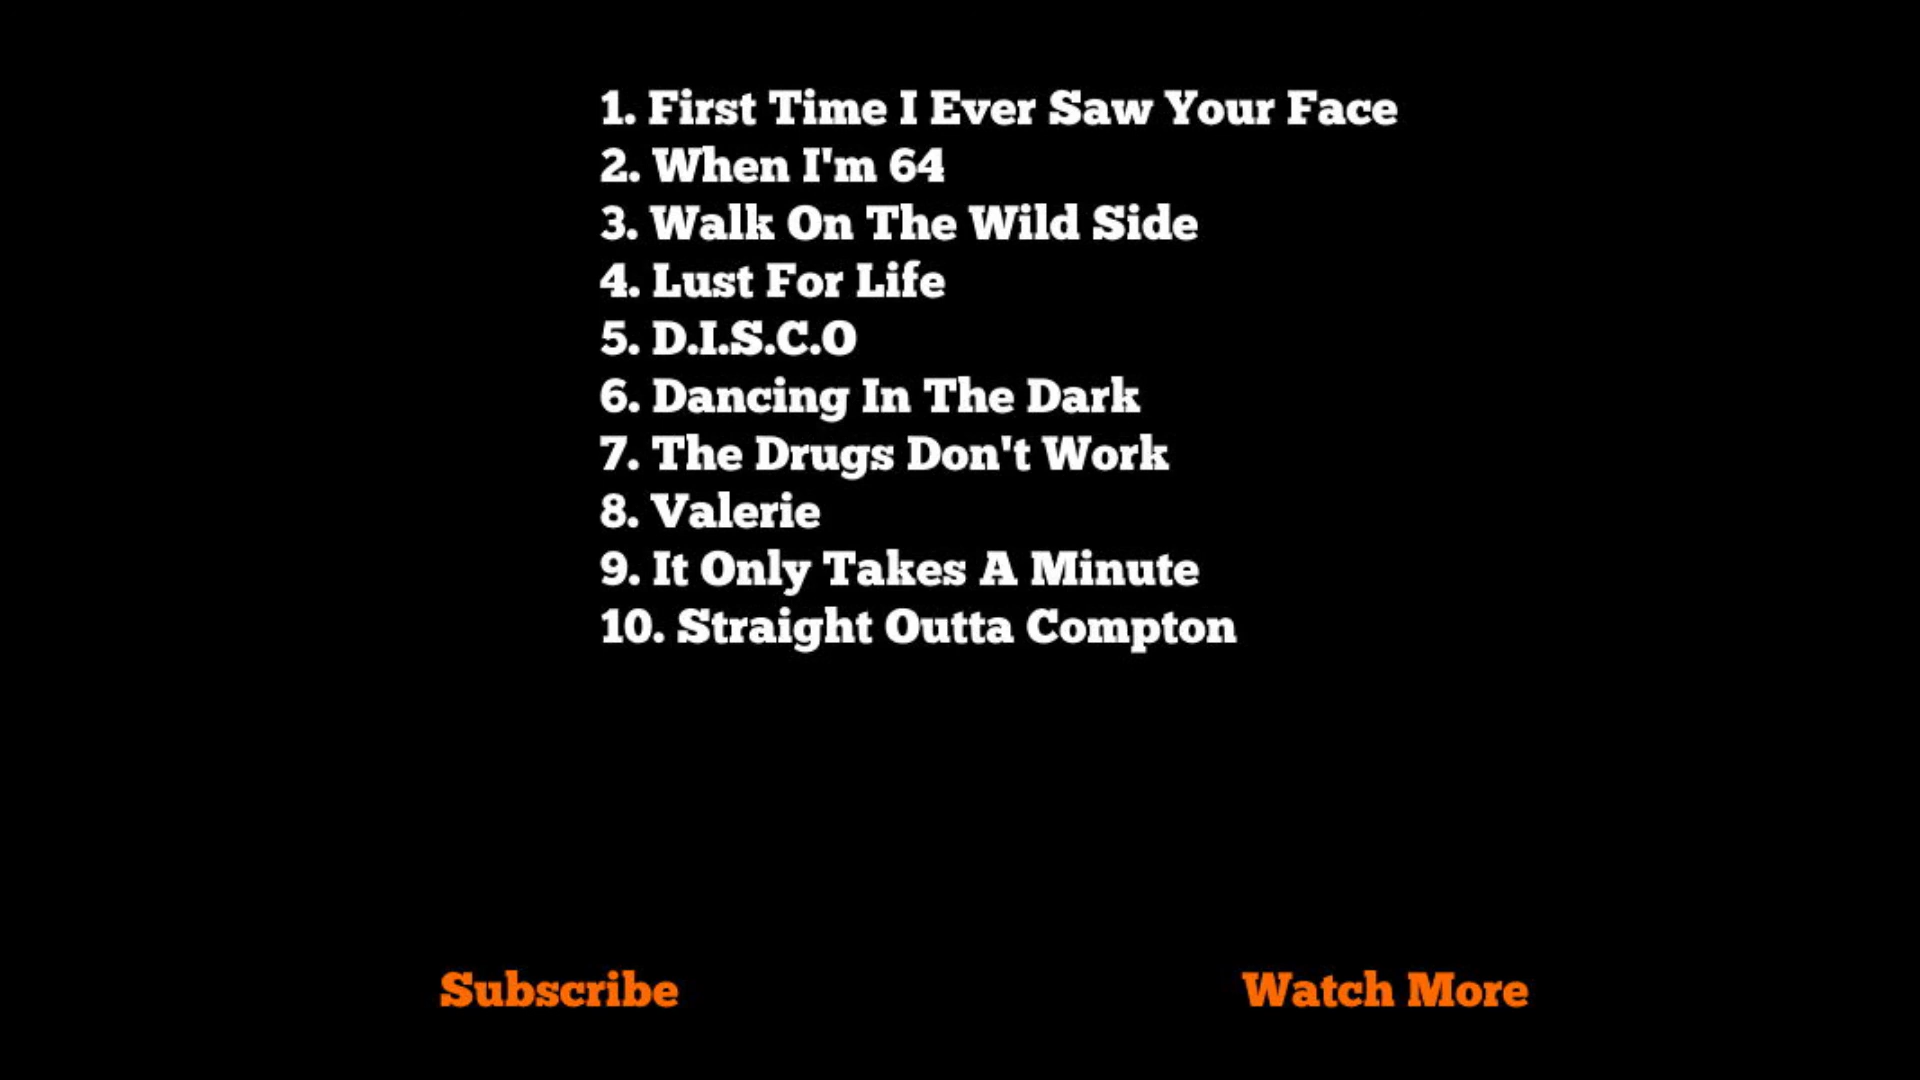 1. First Time I Ever Saw Your Face
2. When I'm 64
3. Walk On The Wild Side
4. Lust For Life
5. D.I.S.C.O
6. Dancing In The Dark
7. The Drugs Don't Work
8. Valerie
9. It Only Takes A Minute
10. Straight Outta Compton
Subscribe
Watch More